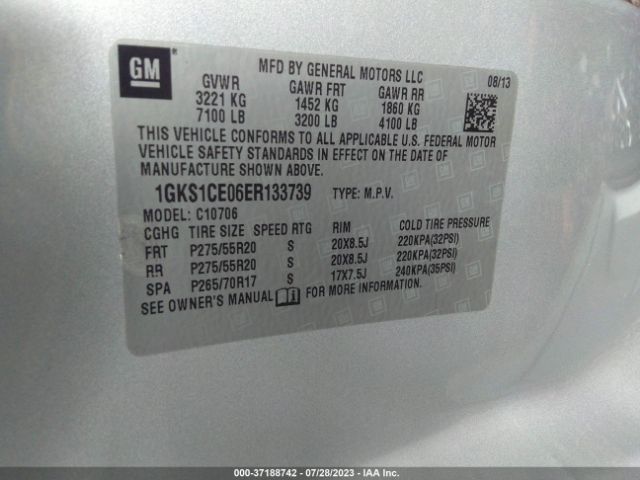 GM
MFD BY GENERAL MOTORS LLC 08/13
GVWR GAWR FRT GAWR RR
3221 KG 1452 KG 1860 KG
7100 LB 3200 LB 4100 LB
THIS VEHICLE CONFORMS TO ALL APPLICABLE U.S. FEDERAL MOTOR
VEHICLE SAFETY STANDARDS IN EFFECT ON THE DATE OF
MANUFACTURE SHOWN ABOVE.
1GKS1CE06ER133739 TYPE: M.P.V.
MODEL: C10706
CGHG TIRE SIZE SPEED RTG RIM COLD TIRE PRESSURE
FRT P275/55R20 S 20X8.5J 220KPA(32PSI)
RR P275/55R20 S 20X8.5J 220KPA(32PSI)
SPA P265/70R17 S 17X7.5J 240KPA(35PSI)
SEE OWNER'S MANUAL FOR MORE INFORMATION.
000-37188742 / 07/28/2023 - IAA Inc.